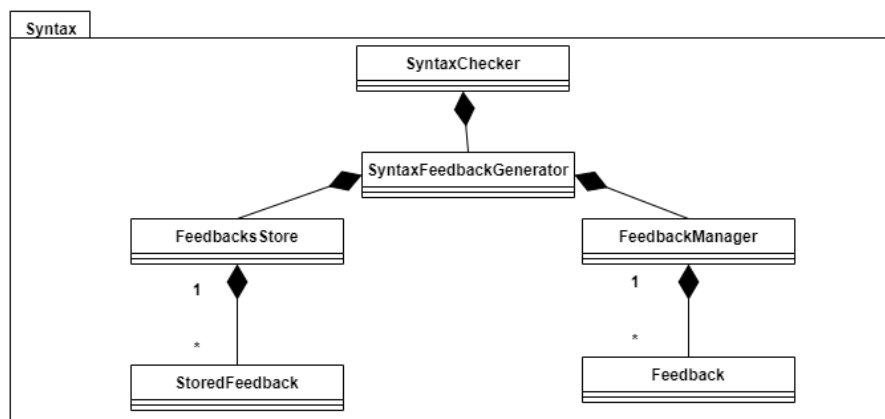 Syntax
SyntaxChecker
SyntaxFeedbackGenerator
FeedbacksStore
FeedbackManager
1
1
*
*
StoredFeedback
Feedback